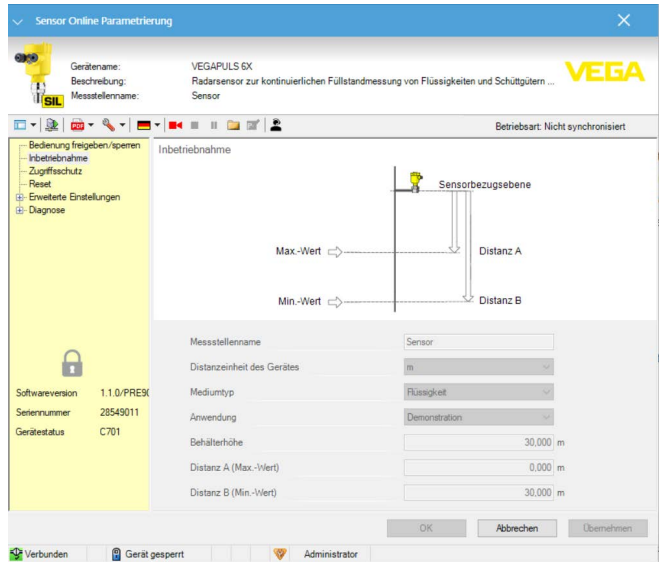 Sensor Online Parametrierung
Gerätename: VEGAPULS 6X
Beschreibung: Radarsensor zur kontinuierlichen Füllstandmessung von Flüssigkeiten und Schüttgütern ...
Messstellenname: Sensor
SIL
VEGA
PDF
Betriebsart: Nicht synchronisiert
Bedienung freigeben/sperren
Inbetriebnahme
Zugriffsschutz
Reset
Erweiterte Einstellungen
Diagnose
Softwareversion 1.1.0/PRE90
Seriennummer 28549011
Gerätestatus C701
Inbetriebnahme
Sensorbezugsebene
Max.-Wert
Distanz A
Min.-Wert
Distanz B
Messstellenname Sensor
Distanzeinheit des Gerätes m
Mediumtyp Flüssigkeit
Anwendung Demonstration
Behälterhöhe 30,000 m
Distanz A (Max.-Wert) 0,000 m
Distanz B (Min.-Wert) 30,000 m
OK Abbrechen Übernehmen
Verbunden Gerät gesperrt Administrator